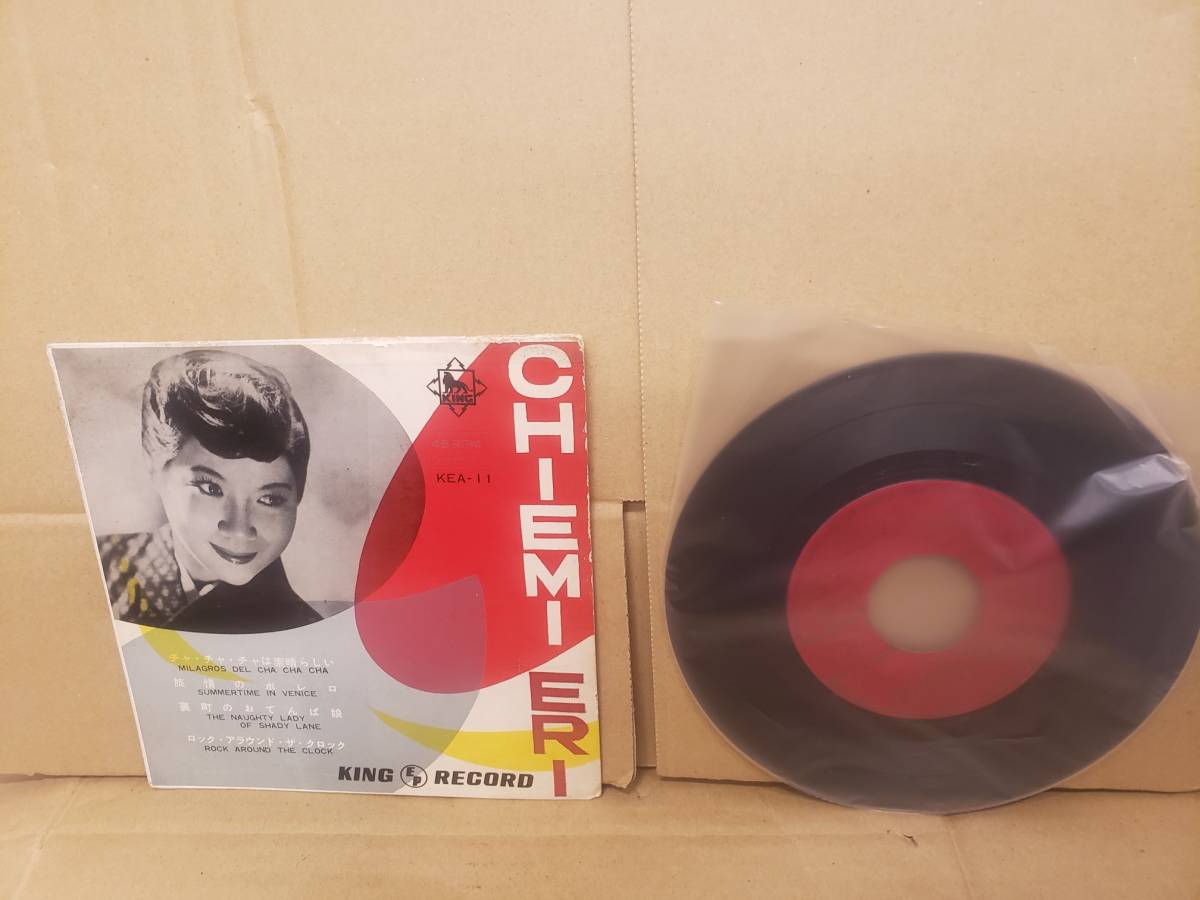 KING
45 RPM
KEA-11
CHIEMI ERI
チャ・チャ・チャは素晴らしい
MILAGROS DEL CHA CHA CHA
旅情のボレロ
SUMMERTIME IN VENICE
裏町のおてんば娘
THE NAUGHTY LADY
OF SHADY LANE
ロック・アラウンド・ザ・クロック
ROCK AROUND THE CLOCK
KING EP RECORD